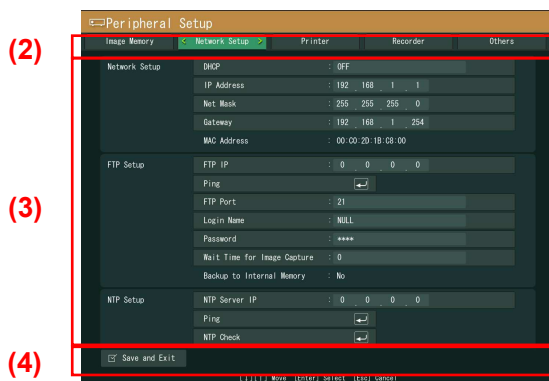 Peripheral Setup
(2)
Image Memory < Network Setup > Printer Recorder Others
Network Setup DHCP : OFF
IP Address : 192 . 168 . 1 . 1
Net Mask : 255 . 255 . 255 . 0
Gateway : 192 . 168 . 1 . 254
MAC Address : 00:C0:2D:1B:C8:00
FTP Setup FTP IP : 0 . 0 . 0 . 0
Ping
(3)
FTP Port : 21
Login Name : NULL
Password : ****
Wait Time for Image Capture : 0
Backup to Internal Memory : No
NTP Setup NTP Server IP : 0 . 0 . 0 . 0
Ping
NTP Check
(4)
Save and Exit
Move [Enter] Select [Esc] Cancel